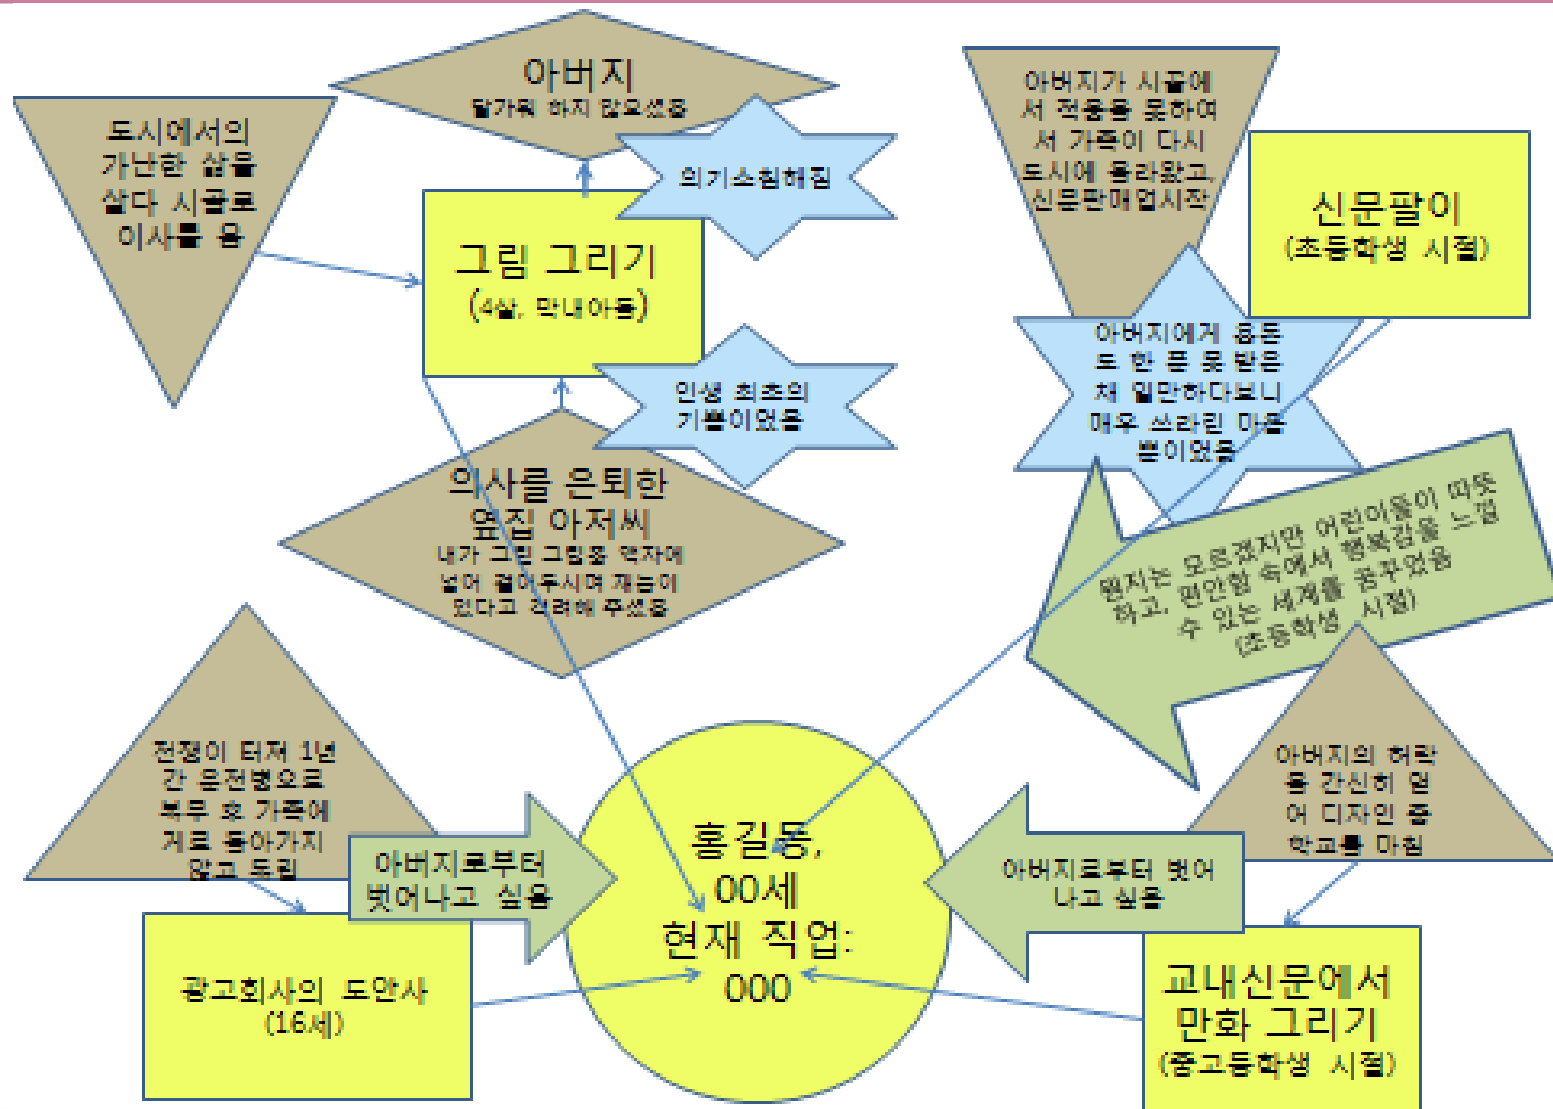 아버지
달가워 하지 않으셨음
도시에서의
가난한 삶을
살다 시골로
이사를 옴
의기소침해짐
그림 그리기
(4살, 막내아들)
인생 최초의
기쁨이었음
의사를 은퇴한
옆집 아저씨
내가 그린 그림을 액자에
넣어 걸어두시며 재능이
있다고 격려해 주셨음
아버지가 시골에
서 적응을 못하여
서 가족이 다시
도시에 올라왔고,
신문판매업시작
신문팔이
(초등학생 시절)
아버지에게 용돈
도 한 푼 못 받은
채 일만하다보니
매우 쓰라린 마음
뿐이었음
왠지는 모르겠지만 어린이들이 따뜻
하고, 편안함 속에서 행복감을 느낄
수 있는 세계를 꿈꾸었음
(초등학생 시절)
전쟁이 터져 1년
간 운전병으로
복무 후 가족에
게로 돌아가지
않고 독립
아버지로부터
벗어나고 싶음
광고회사의 도안사
(16세)
홍길동,
00세
현재 직업:
000
아버지의 허락
을 간신히 얻
어 디자인 중
학교를 마침
아버지로부터 벗어
나고 싶음
교내신문에서
만화 그리기
(중고등학생 시절)